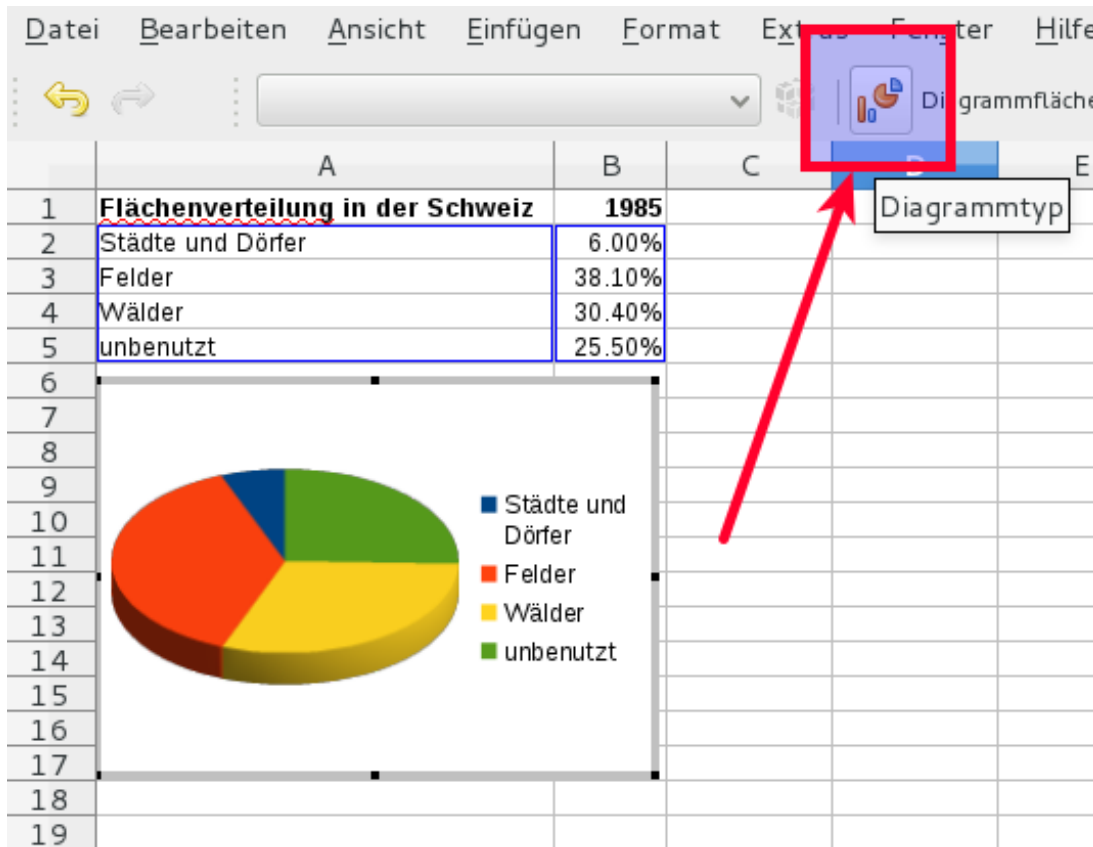 Datei Bearbeiten Ansicht Einfügen Format Extras Fenster Hilfe
Diagrammfläche
A B C D E
Diagrammtyp
1 Flächenverteilung in der Schweiz 1985
2 Städte und Dörfer 6.00%
3 Felder 38.10%
4 Wälder 30.40%
5 unbenutzt 25.50%
6
7
8
9
10
11
12
13
14
15
16
17
18
19
Städte und
Dörfer
Felder
Wälder
unbenutzt